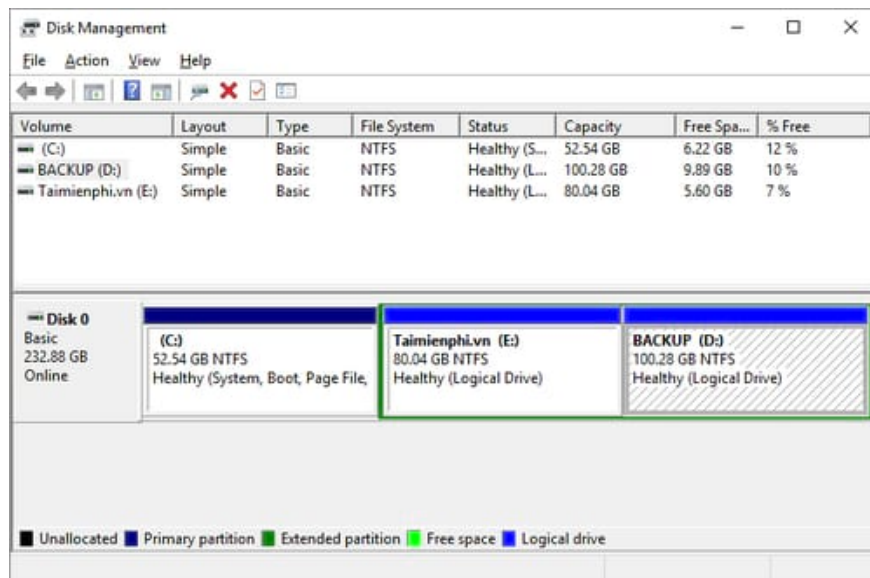 Disk Management
File Action View Help
Volume Layout Type File System Status Capacity Free Spa... % Free
(C:) Simple Basic NTFS Healthy (S... 52.54 GB 6.22 GB 12 %
BACKUP (D:) Simple Basic NTFS Healthy (L... 100.28 GB 9.89 GB 10 %
Taimienphi.vn (E:) Simple Basic NTFS Healthy (L... 80.04 GB 5.60 GB 7 %
Disk 0
Basic
232.88 GB
Online
(C:)
52.54 GB NTFS
Healthy (System, Boot, Page File,
Taimienphi.vn (E:)
80.04 GB NTFS
Healthy (Logical Drive)
BACKUP (D:)
100.28 GB NTFS
Healthy (Logical Drive)
Unallocated Primary partition Extended partition Free space Logical drive